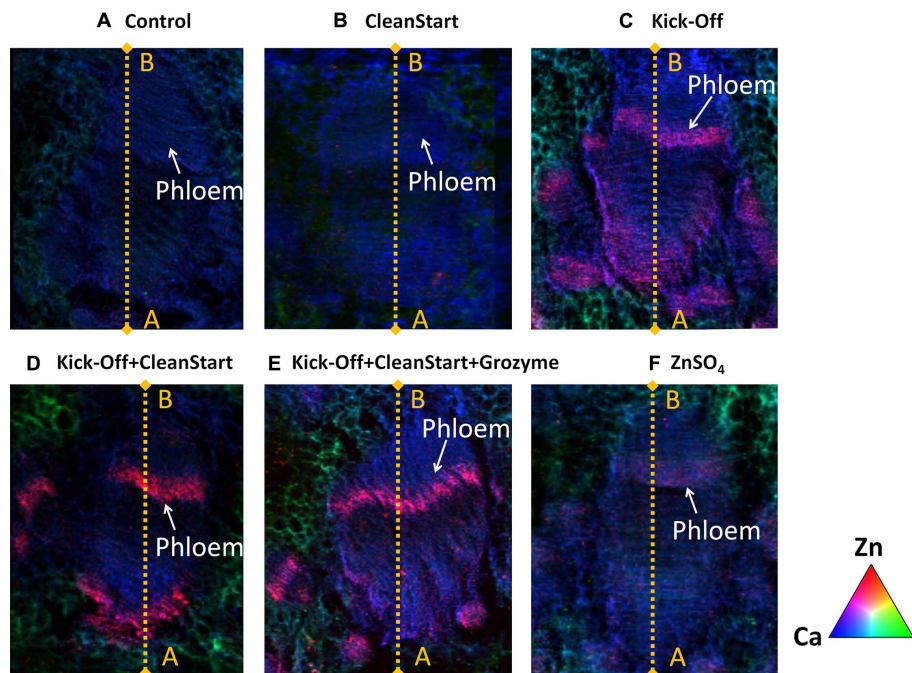 A Control
B
Phloem
A
B CleanStart
B
Phloem
A
C Kick-Off
B
Phloem
A
D Kick-Off+CleanStart
B
Phloem
A
E Kick-Off+CleanStart+Grozyme
B
Phloem
A
F ZnSO₄
B
Phloem
A
Zn
Ca